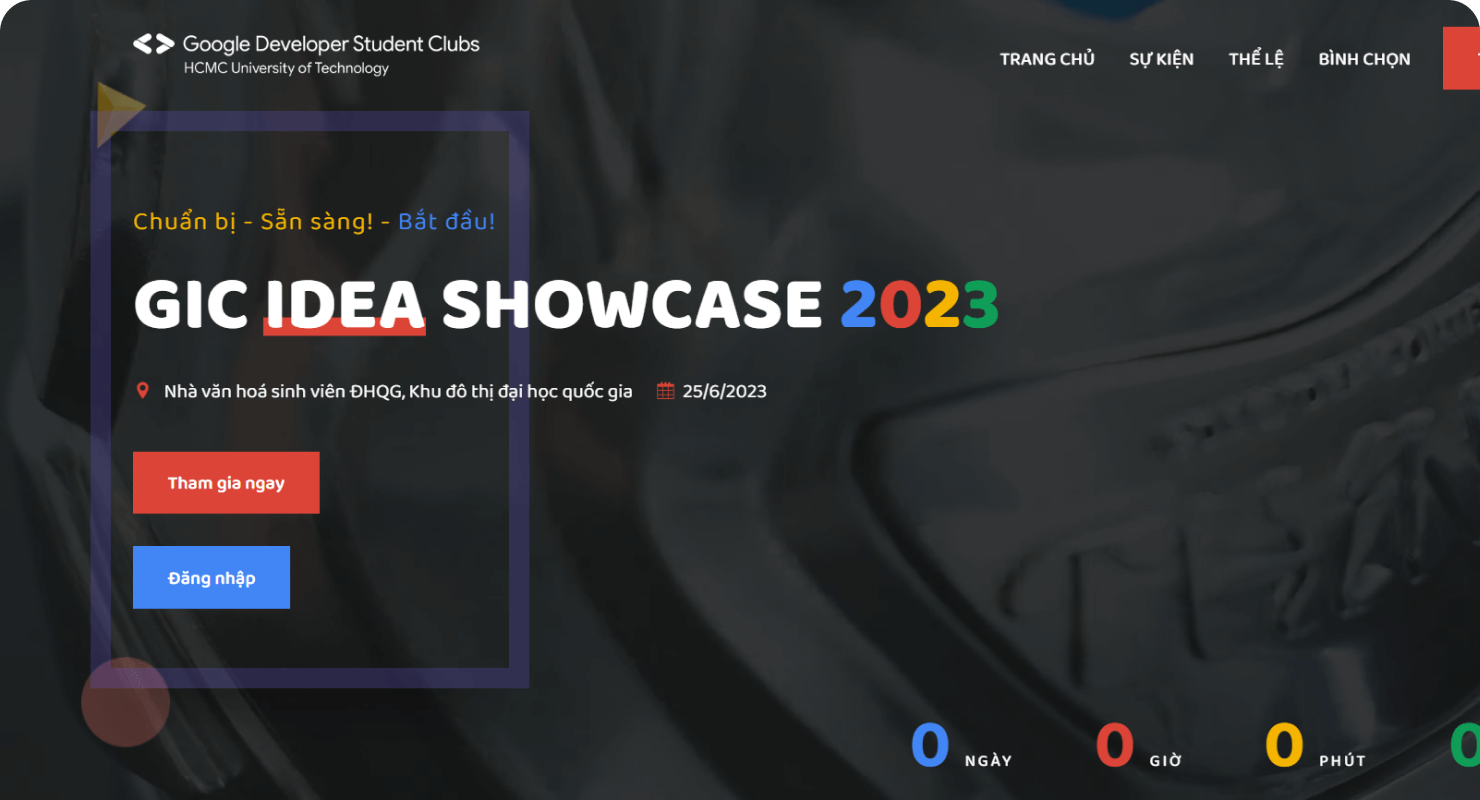 Google Developer Student Clubs
HCMC University of Technology
TRANG CHỦ SỰ KIỆN THỂ LỆ BÌNH CHỌN
Chuẩn bị - Sẵn sàng! - Bắt đầu!
GIC IDEA SHOWCASE 2023
Nhà văn hoá sinh viên ĐHQG, Khu đô thị đại học quốc gia 25/6/2023
Tham gia ngay
Đăng nhập
0 NGÀY 0 GIỜ 0 PHÚT 0